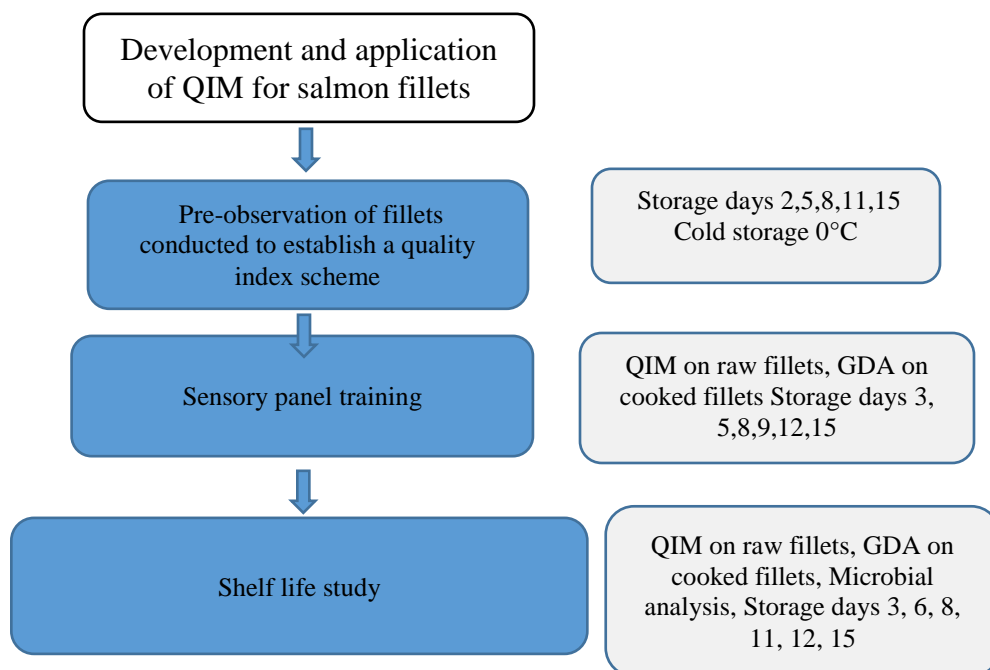 Development and application
of QIM for salmon fillets
Pre-observation of fillets
conducted to establish a quality
index scheme
Storage days 2,5,8,11,15
Cold storage 0°C
Sensory panel training
QIM on raw fillets, GDA on
cooked fillets Storage days 3,
5,8,9,12,15
Shelf life study
QIM on raw fillets, GDA on
cooked fillets, Microbial
analysis, Storage days 3, 6, 8,
11, 12, 15